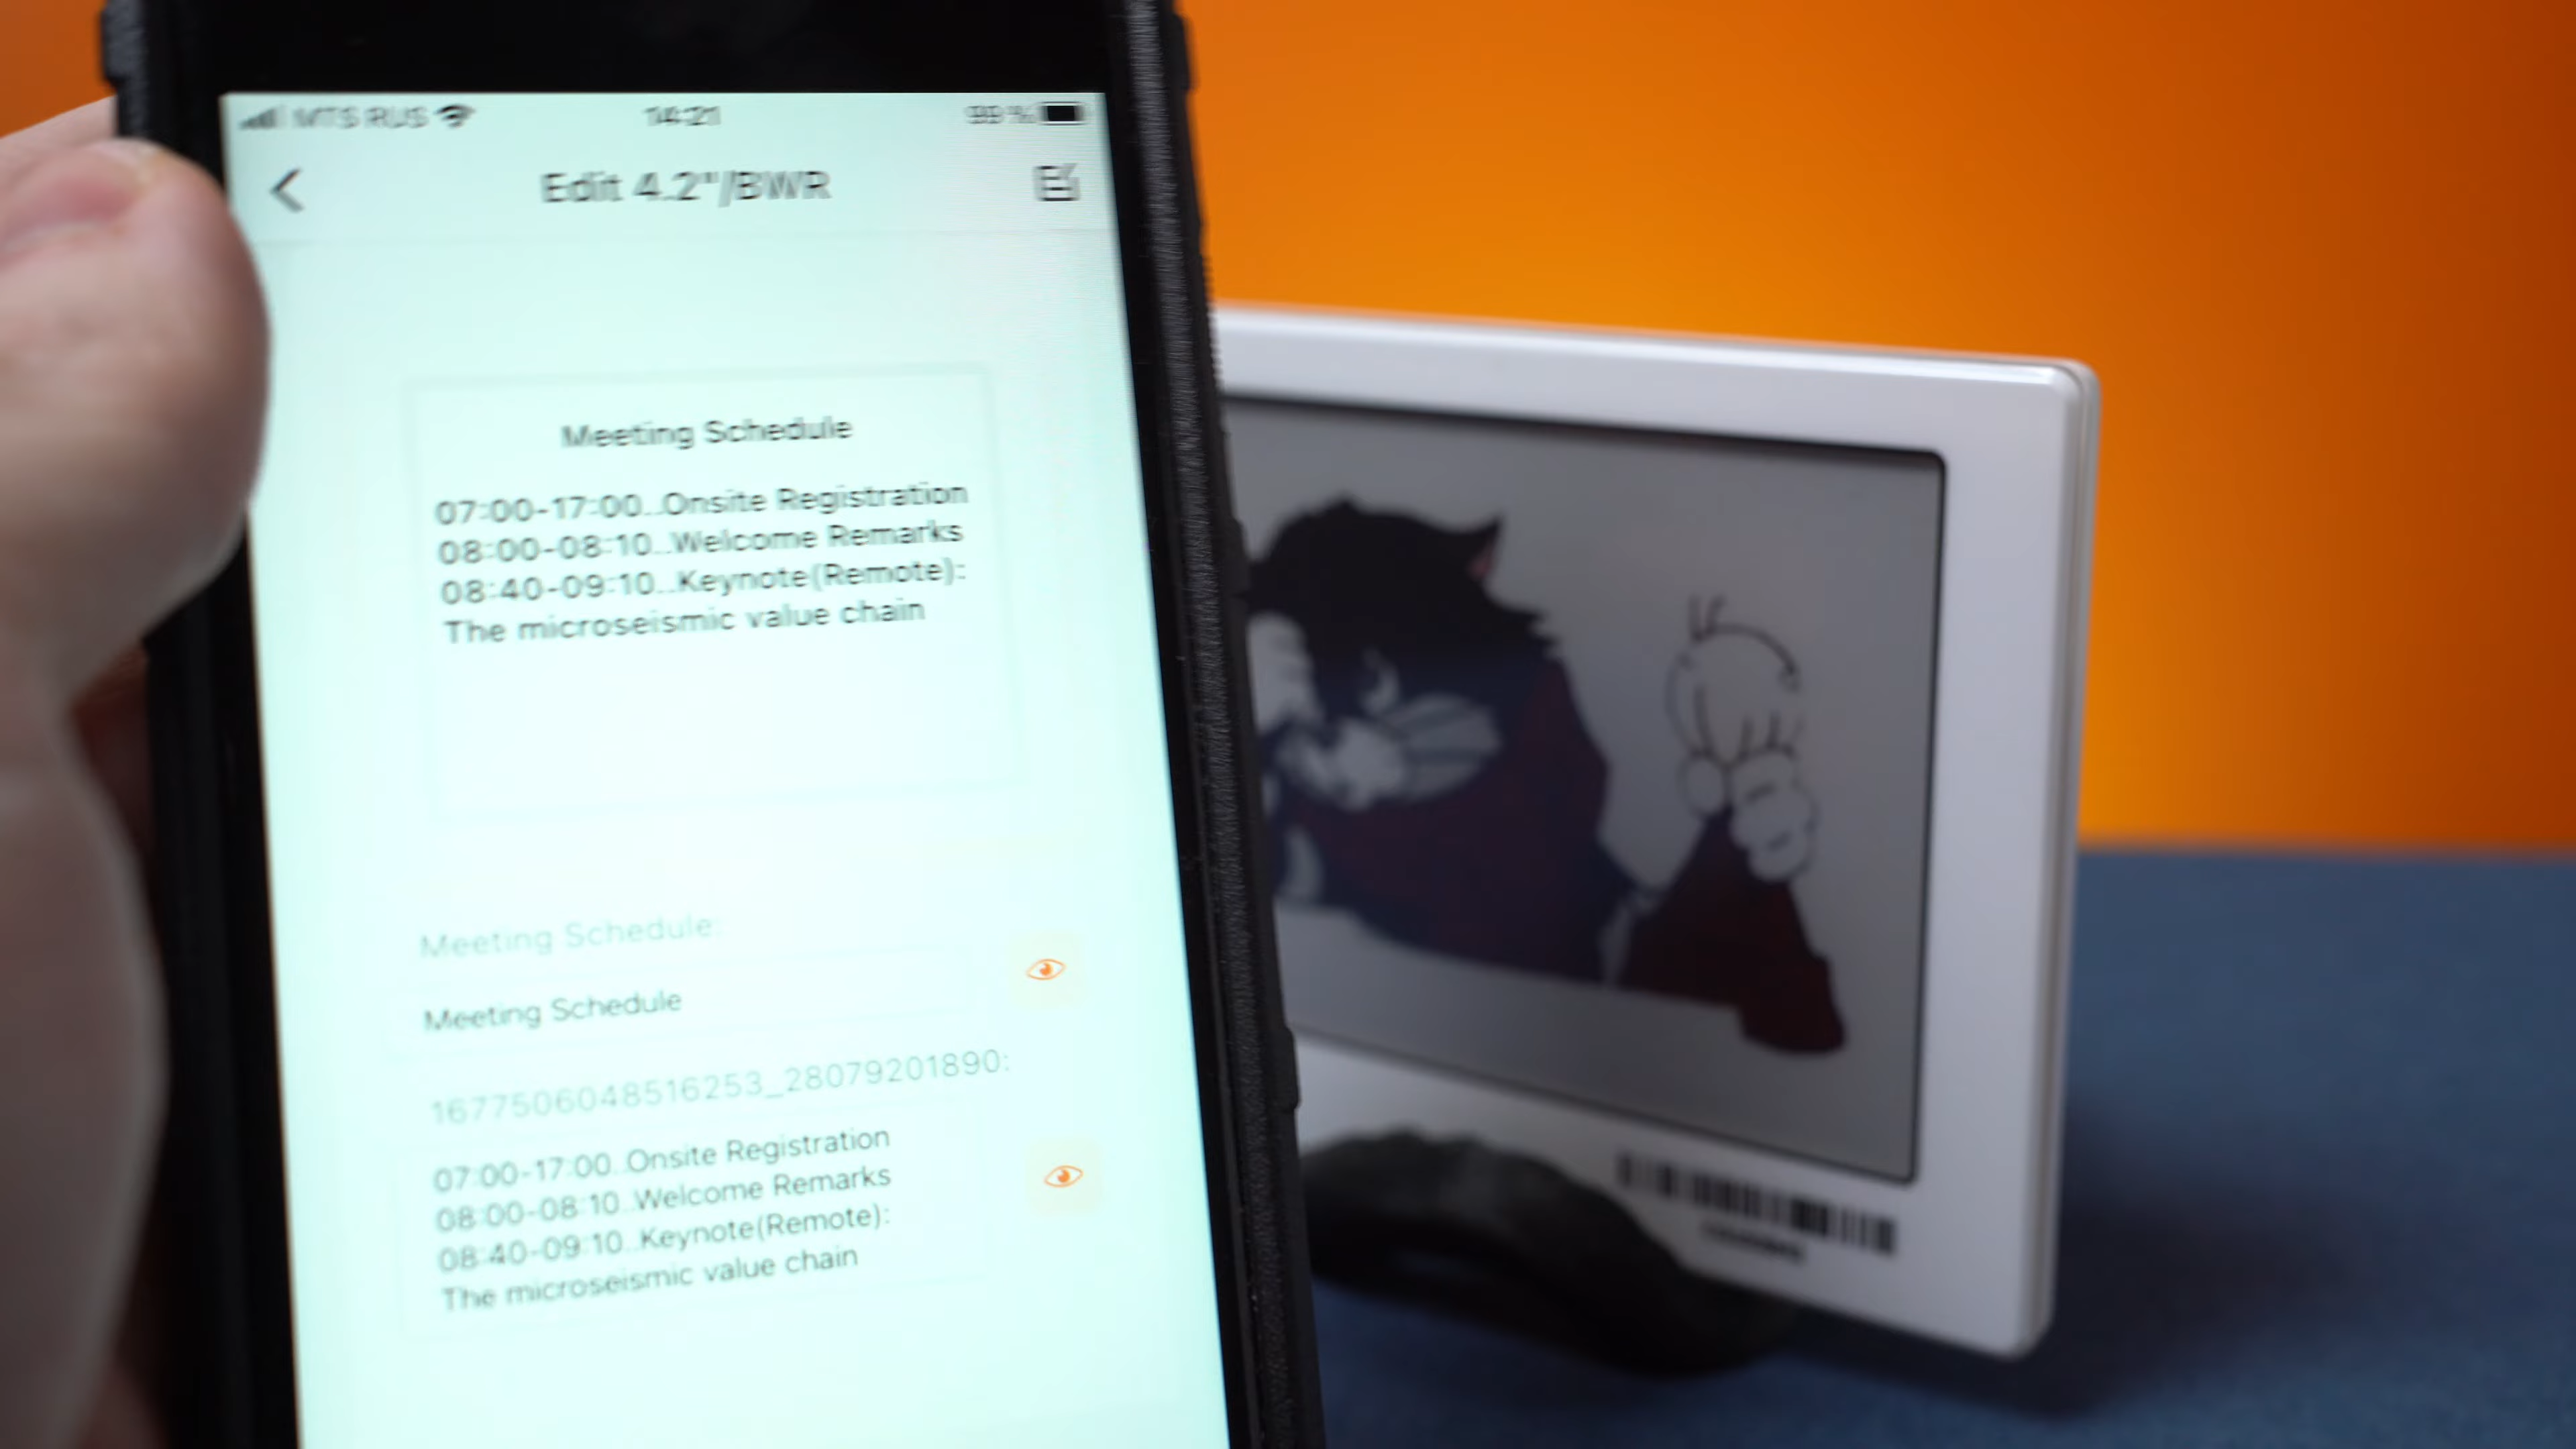 MTS RUS 14:21 99 %
Edit 4.2"/BWR
Meeting Schedule
07:00-17:00..Onsite Registration
08:00-08:10..Welcome Remarks
08:40-09:10..Keynote(Remote):
The microseismic value chain
Meeting Schedule:
Meeting Schedule
1677506048516253_28079201890:
07:00-17:00..Onsite Registration
08:00-08:10..Welcome Remarks
08:40-09:10..Keynote(Remote):
The microseismic value chain